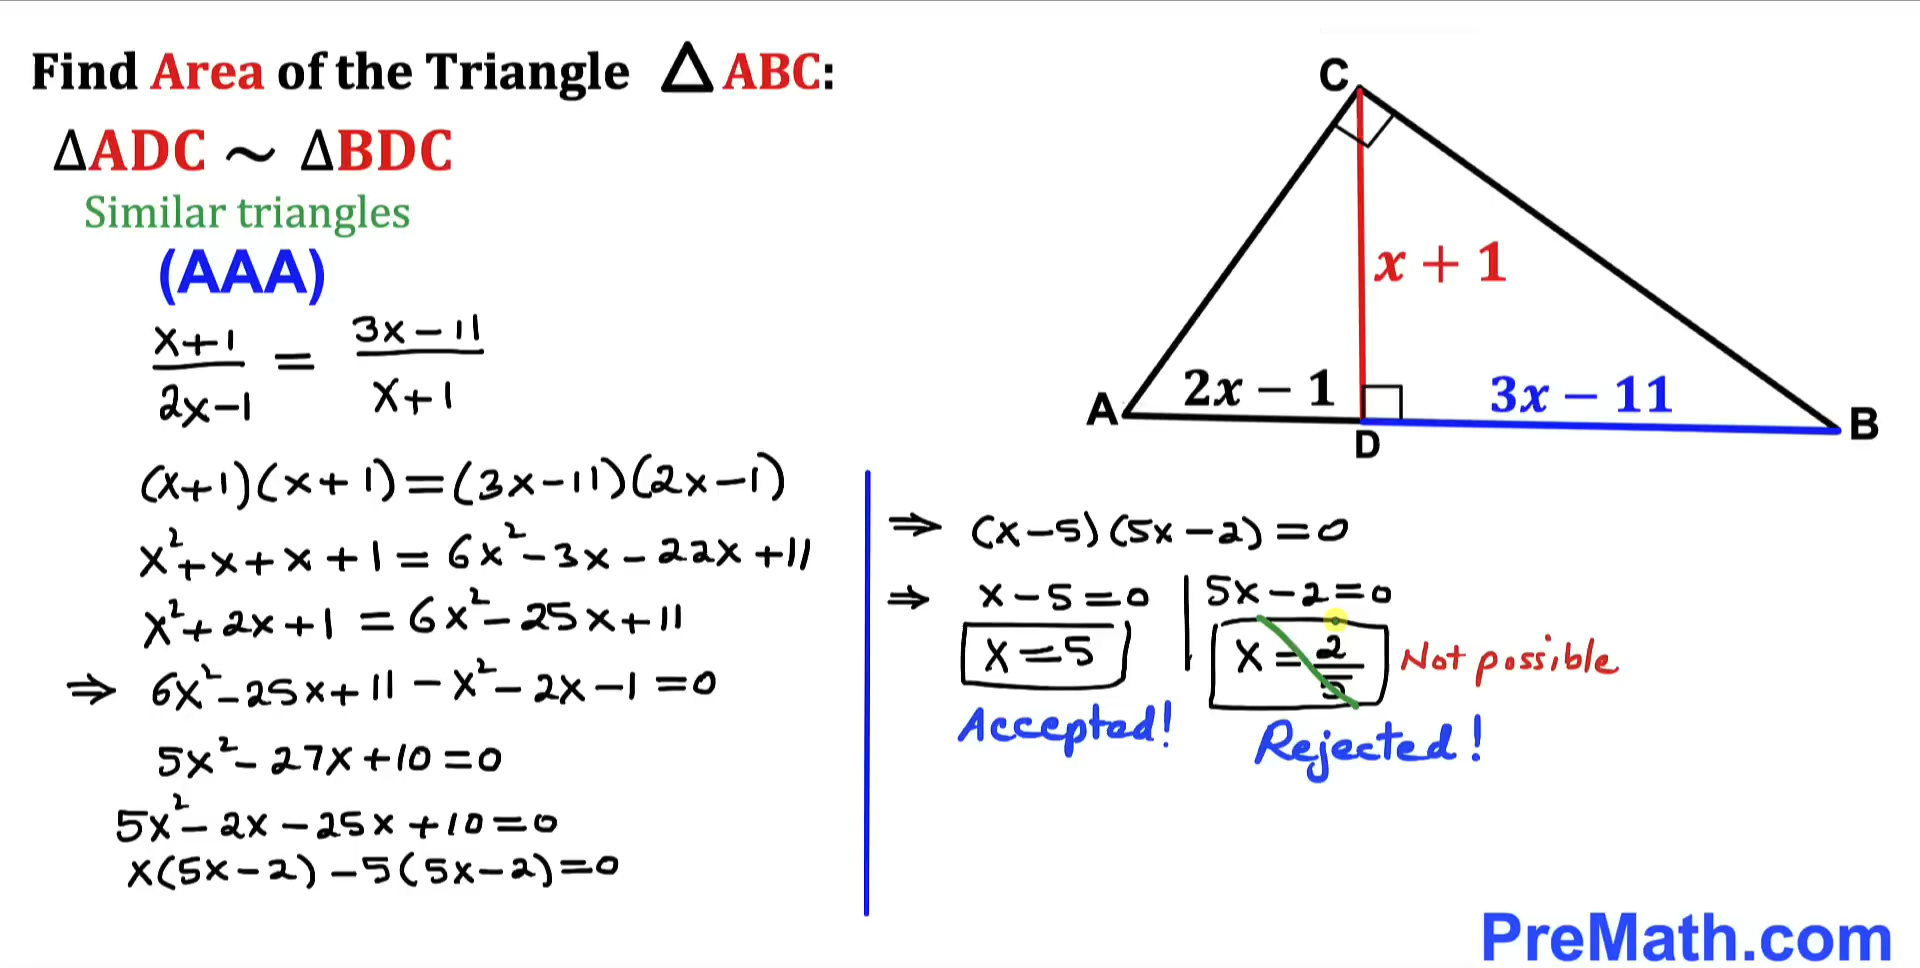 Find Area of the Triangle △ABC:
ΔADC ~ ΔBDC
Similar triangles
(AAA)
x+1/2x-1 = 3x-11/x+1
(x+1)(x+1)=(3x-11)(2x-1)
x²+x+x+1=6x²-3x-22x+11
x²+2x+1=6x²-25x+11
⇒ 6x²-25x+11-x²-2x-1=0
5x²-27x+10=0
5x²-2x-25x+10=0
x(5x-2)-5(5x-2)=0
C
x + 1
2x − 1
3x − 11
A
D
B
⇒ (x-5)(5x-2)=0
⇒ x-5=0 | 5x-2=0
x=5
x=2/5 Not possible
Accepted!
Rejected!
PreMath.com